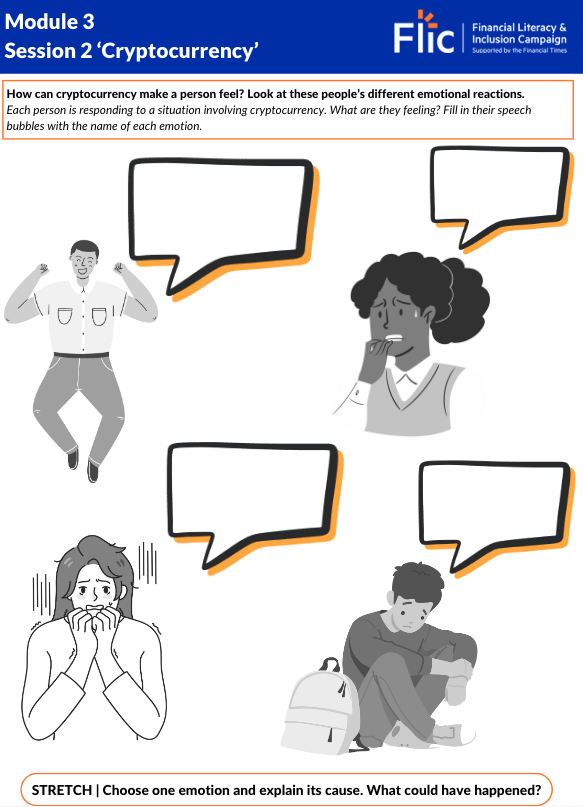 Module 3
Session 2 ‘Cryptocurrency’
Flic
Financial Literacy &
Inclusion Campaign
Supported by the Financial Times
How can cryptocurrency make a person feel? Look at these people’s different emotional reactions.
Each person is responding to a situation involving cryptocurrency. What are they feeling? Fill in their speech
bubbles with the name of each emotion.
STRETCH | Choose one emotion and explain its cause. What could have happened?